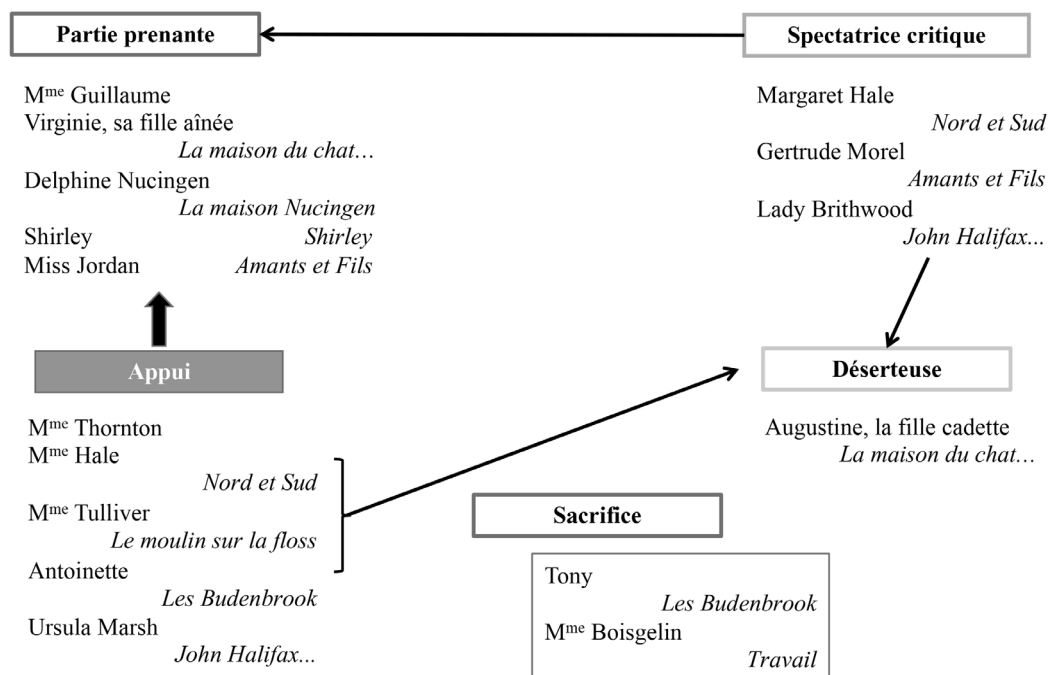 Partie prenante
Mme Guillaume
Virginie, sa fille aînée
La maison du chat…
Delphine Nucingen
La maison Nucingen
Shirley Shirley
Miss Jordan Amants et Fils
Spectatrice critique
Margaret Hale
Nord et Sud
Gertrude Morel
Amants et Fils
Lady Brithwood
John Halifax...
Appui
Mme Thornton
Mme Hale
Nord et Sud
Mme Tulliver
Le moulin sur la floss
Antoinette
Les Budenbrook
Ursula Marsh
John Halifax...
Déserteuse
Augustine, la fille cadette
La maison du chat…
Sacrifice
Tony
Les Budenbrook
Mme Boisgelin
Travail